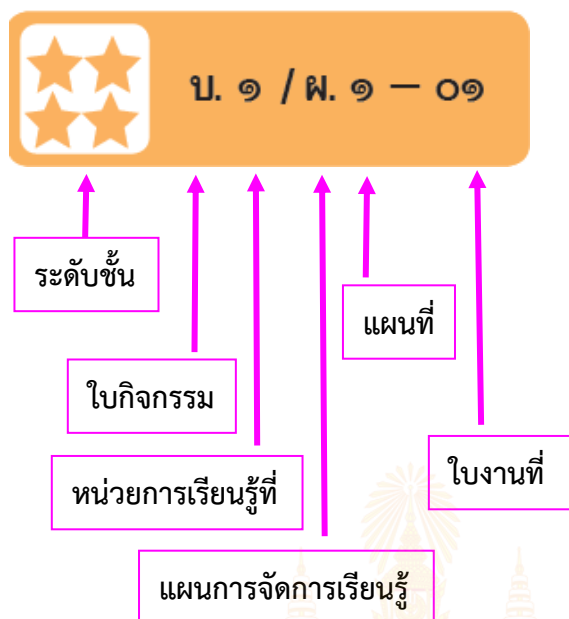 บ. ๑ / ผ. ๑ – ๐๑
ระดับชั้น
แผนที่
ใบกิจกรรม
ใบงานที่
หน่วยการเรียนรู้ที่
แผนการจัดการเรียนรู้